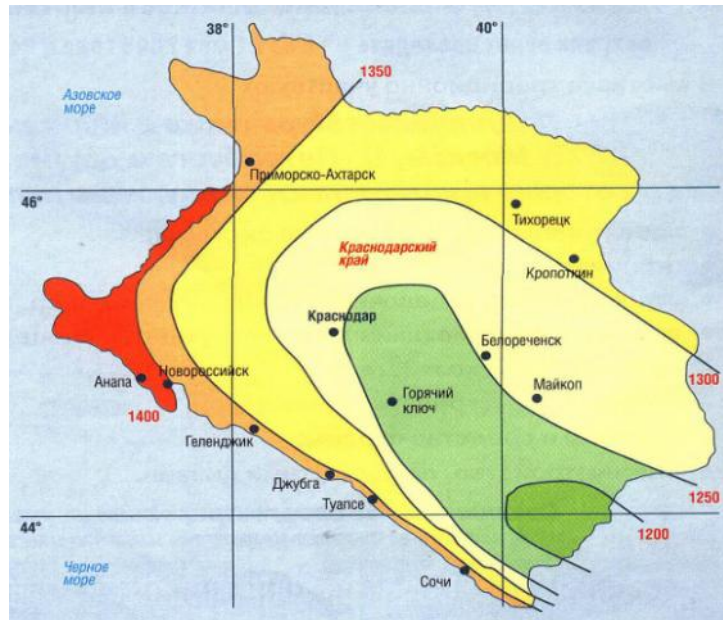 38°
40°
1350
Азовское
море
Приморско-Ахтарск
46°
Тихорецк
Краснодарский
край
Кропоткин
Краснодар
Белореченск
Новороссийск
Анапа
1300
Горячий
ключ
Майкоп
1400
Геленджик
Джубга
1250
Туапсе
44°
1200
Черное
море
Сочи